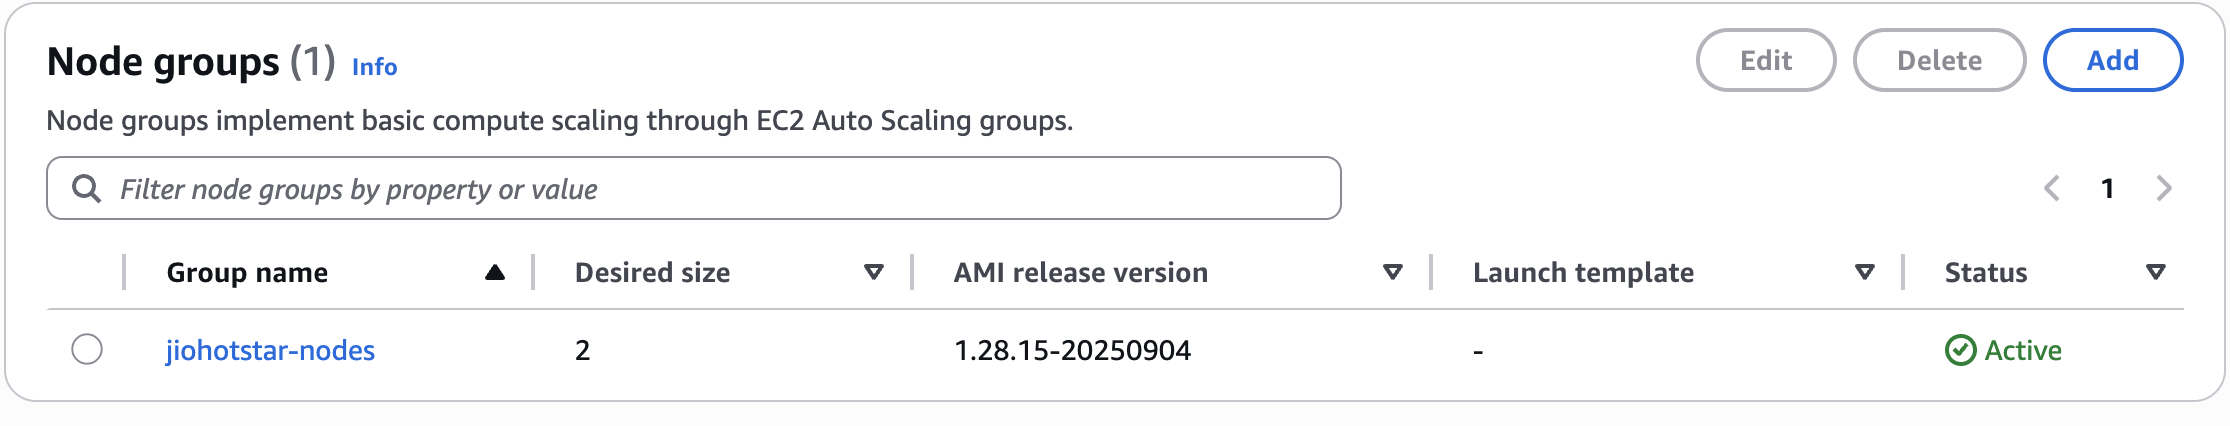 Node groups (1) Info
Edit
Delete
Add
Node groups implement basic compute scaling through EC2 Auto Scaling groups.
Filter node groups by property or value
1
Group name Desired size AMI release version Launch template Status
jiohotstar-nodes 2 1.28.15-20250904 - Active